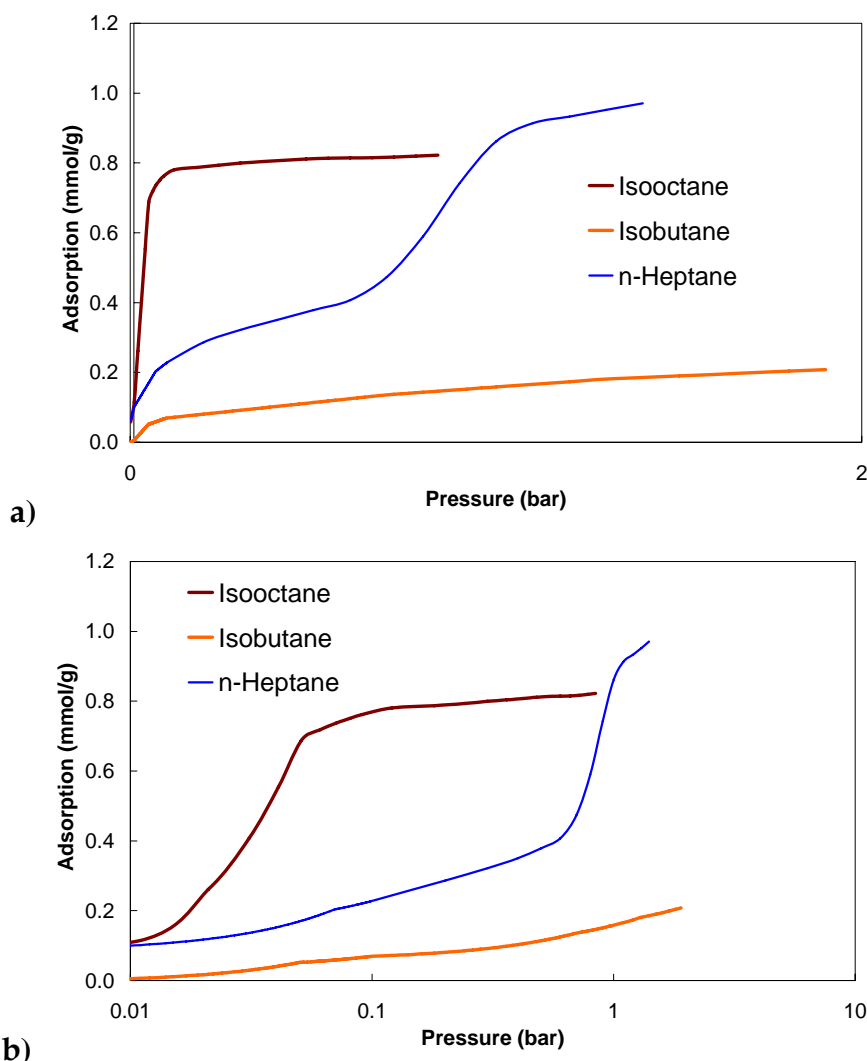 1.2
1.0
0.8
0.6
0.4
0.2
0.0
Adsorption (mmol/g)
Isooctane
Isobutane
n-Heptane
0
2
Pressure (bar)
a)
1.2
1.0
0.8
0.6
0.4
0.2
0.0
Adsorption (mmol/g)
Isooctane
Isobutane
n-Heptane
0.01
0.1
1
10
Pressure (bar)
b)